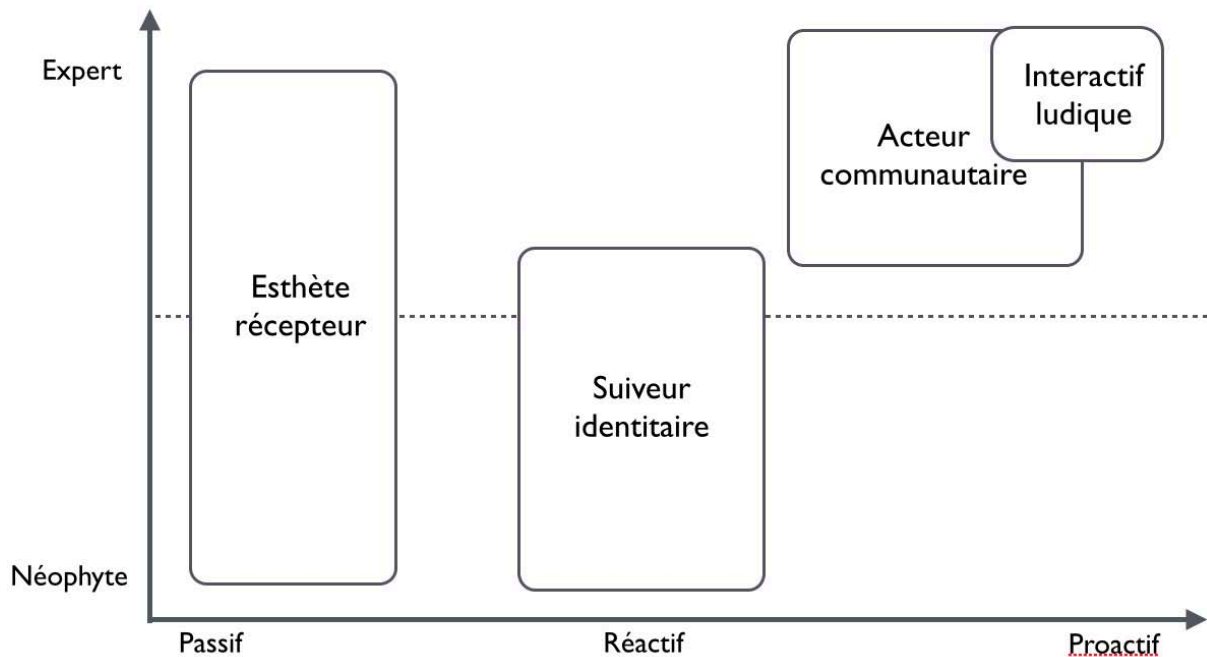 Expert
Interactif
ludique
Acteur
communautaire
Esthète
récepteur
Suiveur
identitaire
Néophyte
Passif
Réactif
Proactif